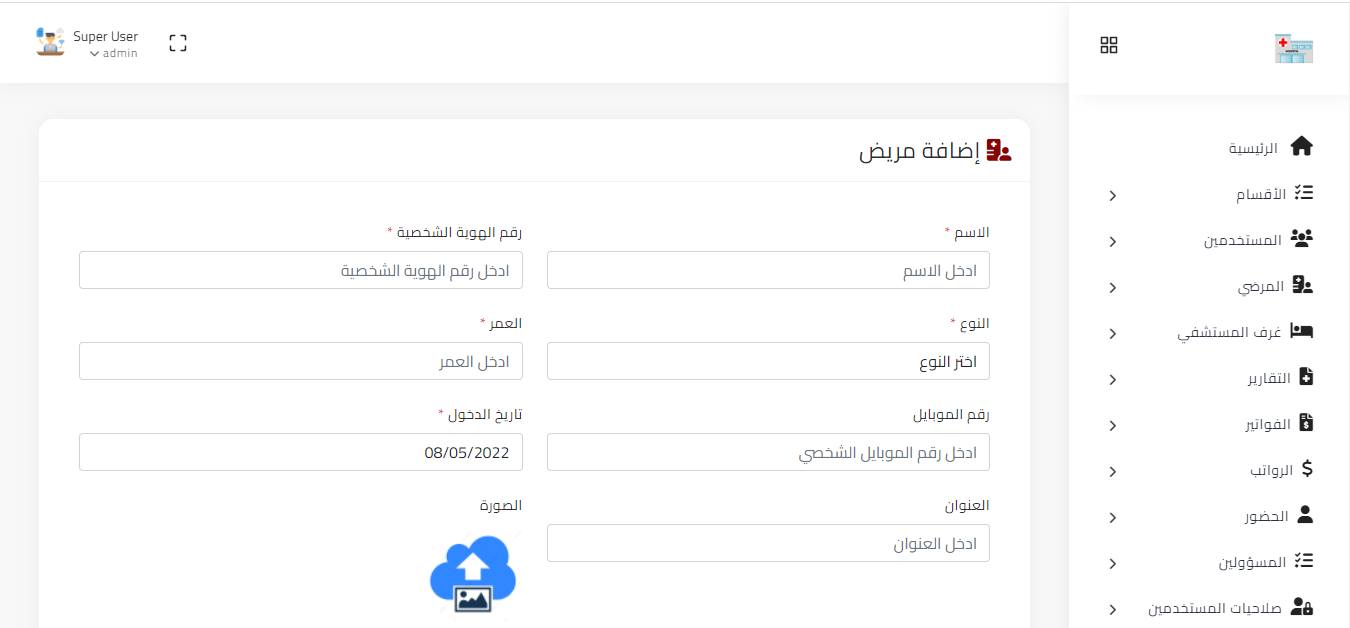 Super User
admin
الرئيسية
الأقسام
المستخدمين
المرضي
غرف المستشفي
التقارير
الفواتير
الرواتب
الحضور
المسؤولين
صلاحيات المستخدمين
إضافة مريض
الاسم *
رقم الهوية الشخصية *
ادخل الاسم
ادخل رقم الهوية الشخصية
النوع *
العمر *
اختر النوع
ادخل العمر
رقم الموبايل
تاريخ الدخول *
ادخل رقم الموبايل الشخصي
08/05/2022
العنوان
الصورة
ادخل العنوان